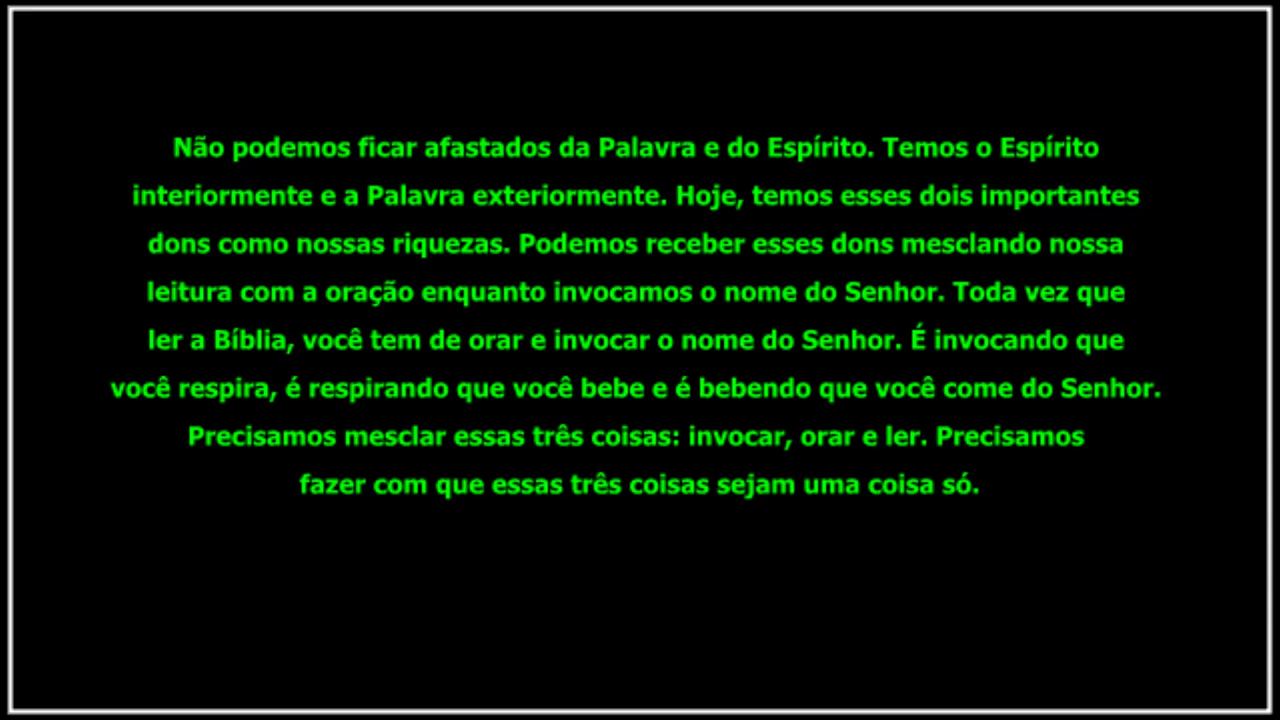 Não podemos ficar afastados da Palavra e do Espírito. Temos o Espírito
interiormente e a Palavra exteriormente. Hoje, temos esses dois importantes
dons como nossas riquezas. Podemos receber esses dons mesclando nossa
leitura com a oração enquanto invocamos o nome do Senhor. Toda vez que
ler a Bíblia, você tem de orar e invocar o nome do Senhor. É invocando que
você respira, é respirando que você bebe e é bebendo que você come do Senhor.
Precisamos mesclar essas três coisas: invocar, orar e ler. Precisamos
fazer com que essas três coisas sejam uma coisa só.